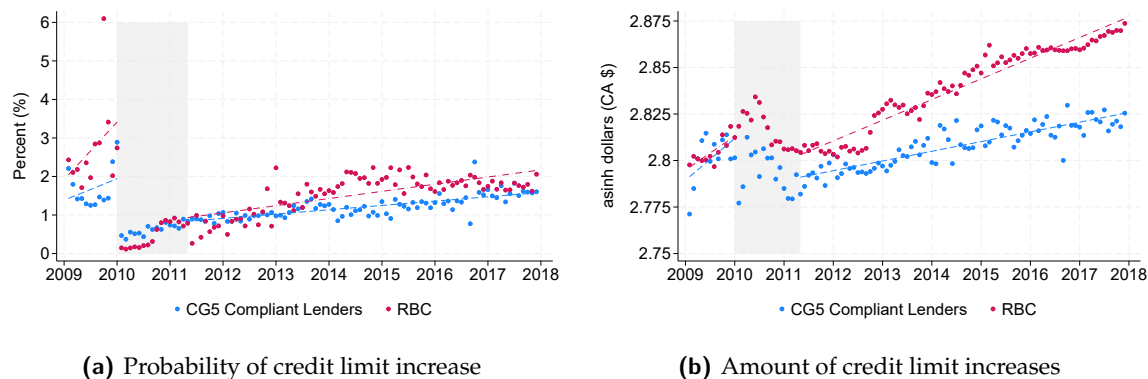 Percent (%)
6
5
4
3
2
1
0
2009 2010 2011 2012 2013 2014 2015 2016 2017 2018
CG5 Compliant Lenders RBC
(a) Probability of credit limit increase
asinh dollars (CA $)
2.875
2.85
2.825
2.8
2.775
2.75
2009 2010 2011 2012 2013 2014 2015 2016 2017 2018
CG5 Compliant Lenders RBC
(b) Amount of credit limit increases